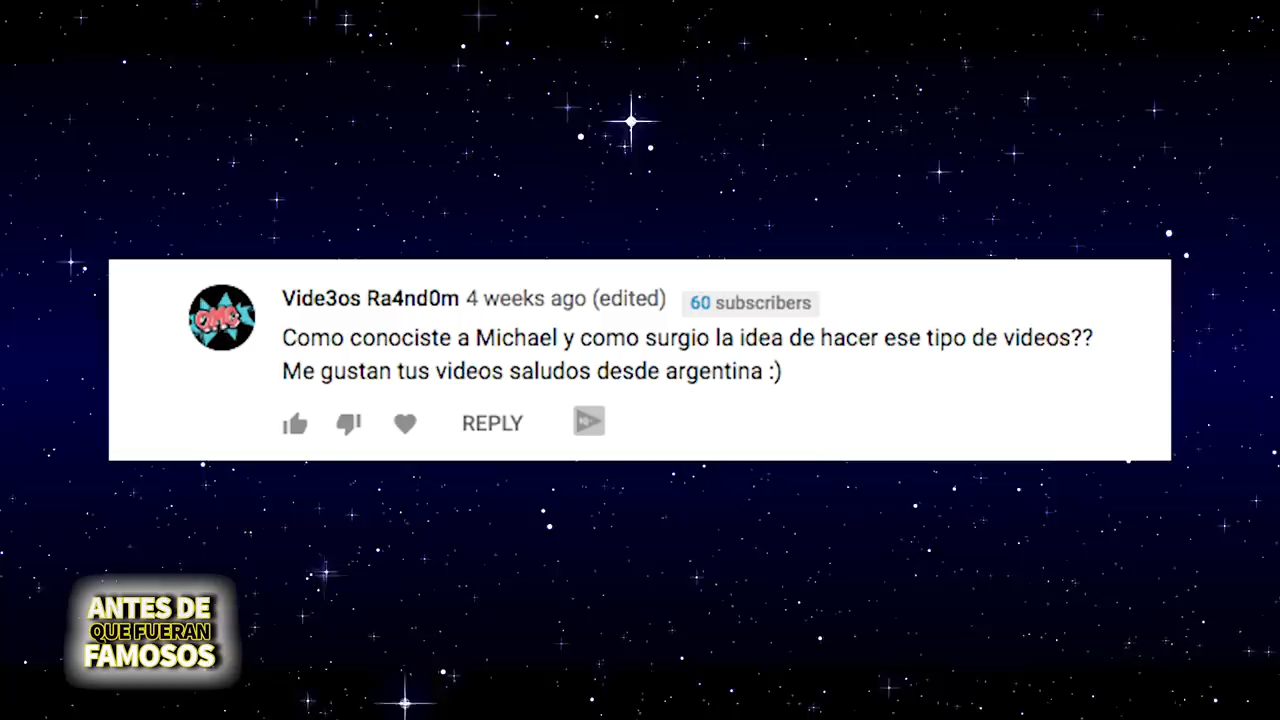 Vide3os Ra4nd0m 4 weeks ago (edited) 60 subscribers
Como conociste a Michael y como surgio la idea de hacer ese tipo de videos??
Me gustan tus videos saludos desde argentina :)
REPLY
OMG
ANTES DE
QUE FUERAN
FAMOSOS